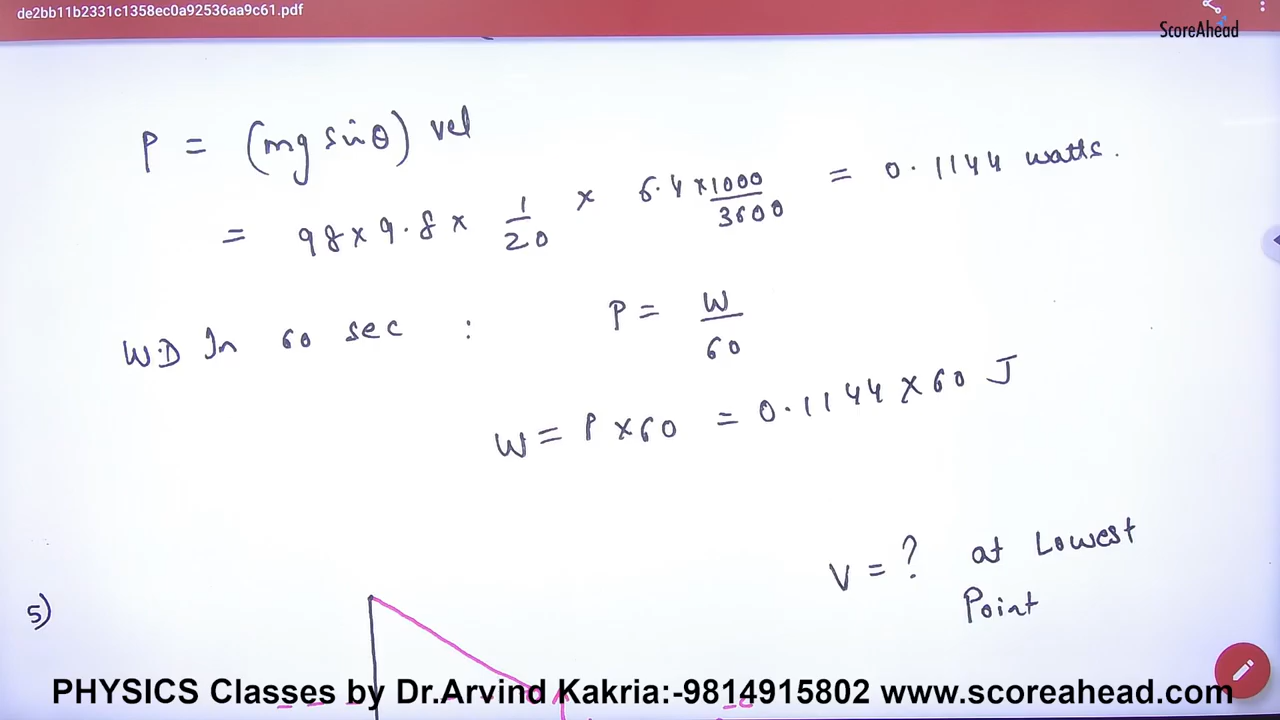 de2bb11b2331c1358ec0a92536aa9c61.pdf
ScoreAhead
P = (mg sinθ) vel
= 98 × 9.8 × 1/20 × 6.4 × 1000/3600 = 0.1144 watts.
W.D In 60 sec : P = W/60
W = P × 60 = 0.1144 × 60 J
V = ? at Lowest
Point
5)
PHYSICS Classes by Dr.Arvind Kakria:-9814915802 www.scoreahead.com